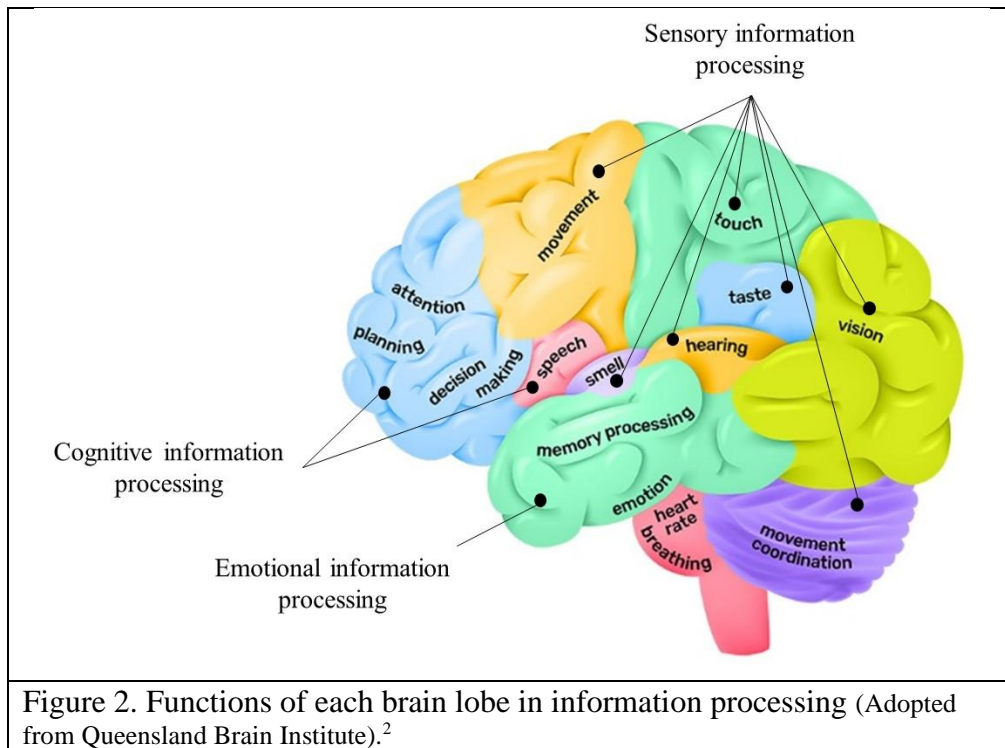 Sensory information
processing
movement
touch
attention
taste
planning
vision
decision
making
speech
smell
hearing
memory processing
Cognitive information
processing
emotion
heart
rate
breathing
movement
coordination
Emotional information
processing
Figure 2. Functions of each brain lobe in information processing (Adopted
from Queensland Brain Institute).2